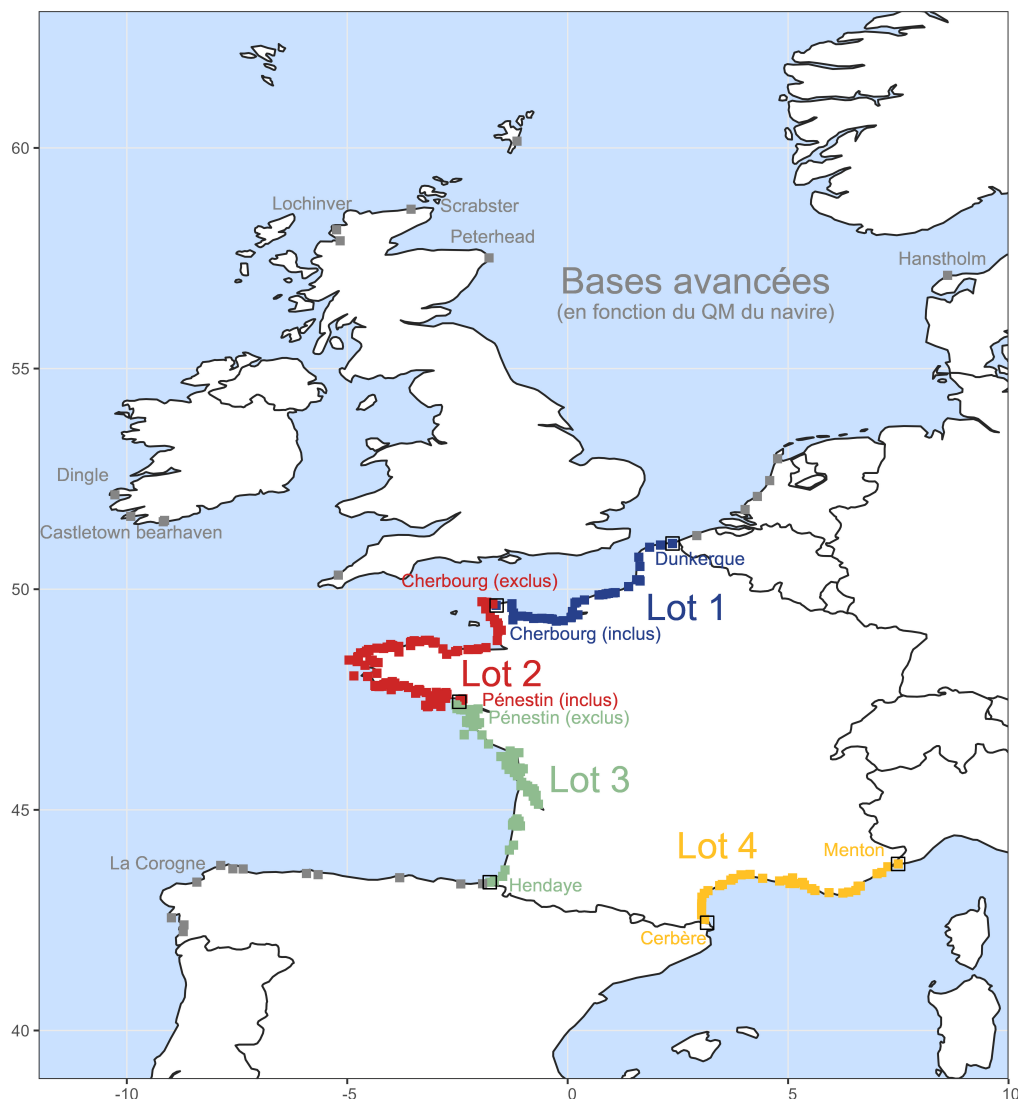 60
Lochinver
Scrabster
Peterhead
Hanstholm
Bases avancées
(en fonction du QM du navire)
55
Dingle
Castletown bearhaven
Dunkerque
50
Cherbourg (exclus)
Lot 1
Cherbourg (inclus)
Lot 2
Pénestin (inclus)
Pénestin (exclus)
Lot 3
45
Lot 4
Menton
La Corogne
Hendaye
Cerbère
40
-10
-5
0
5
10